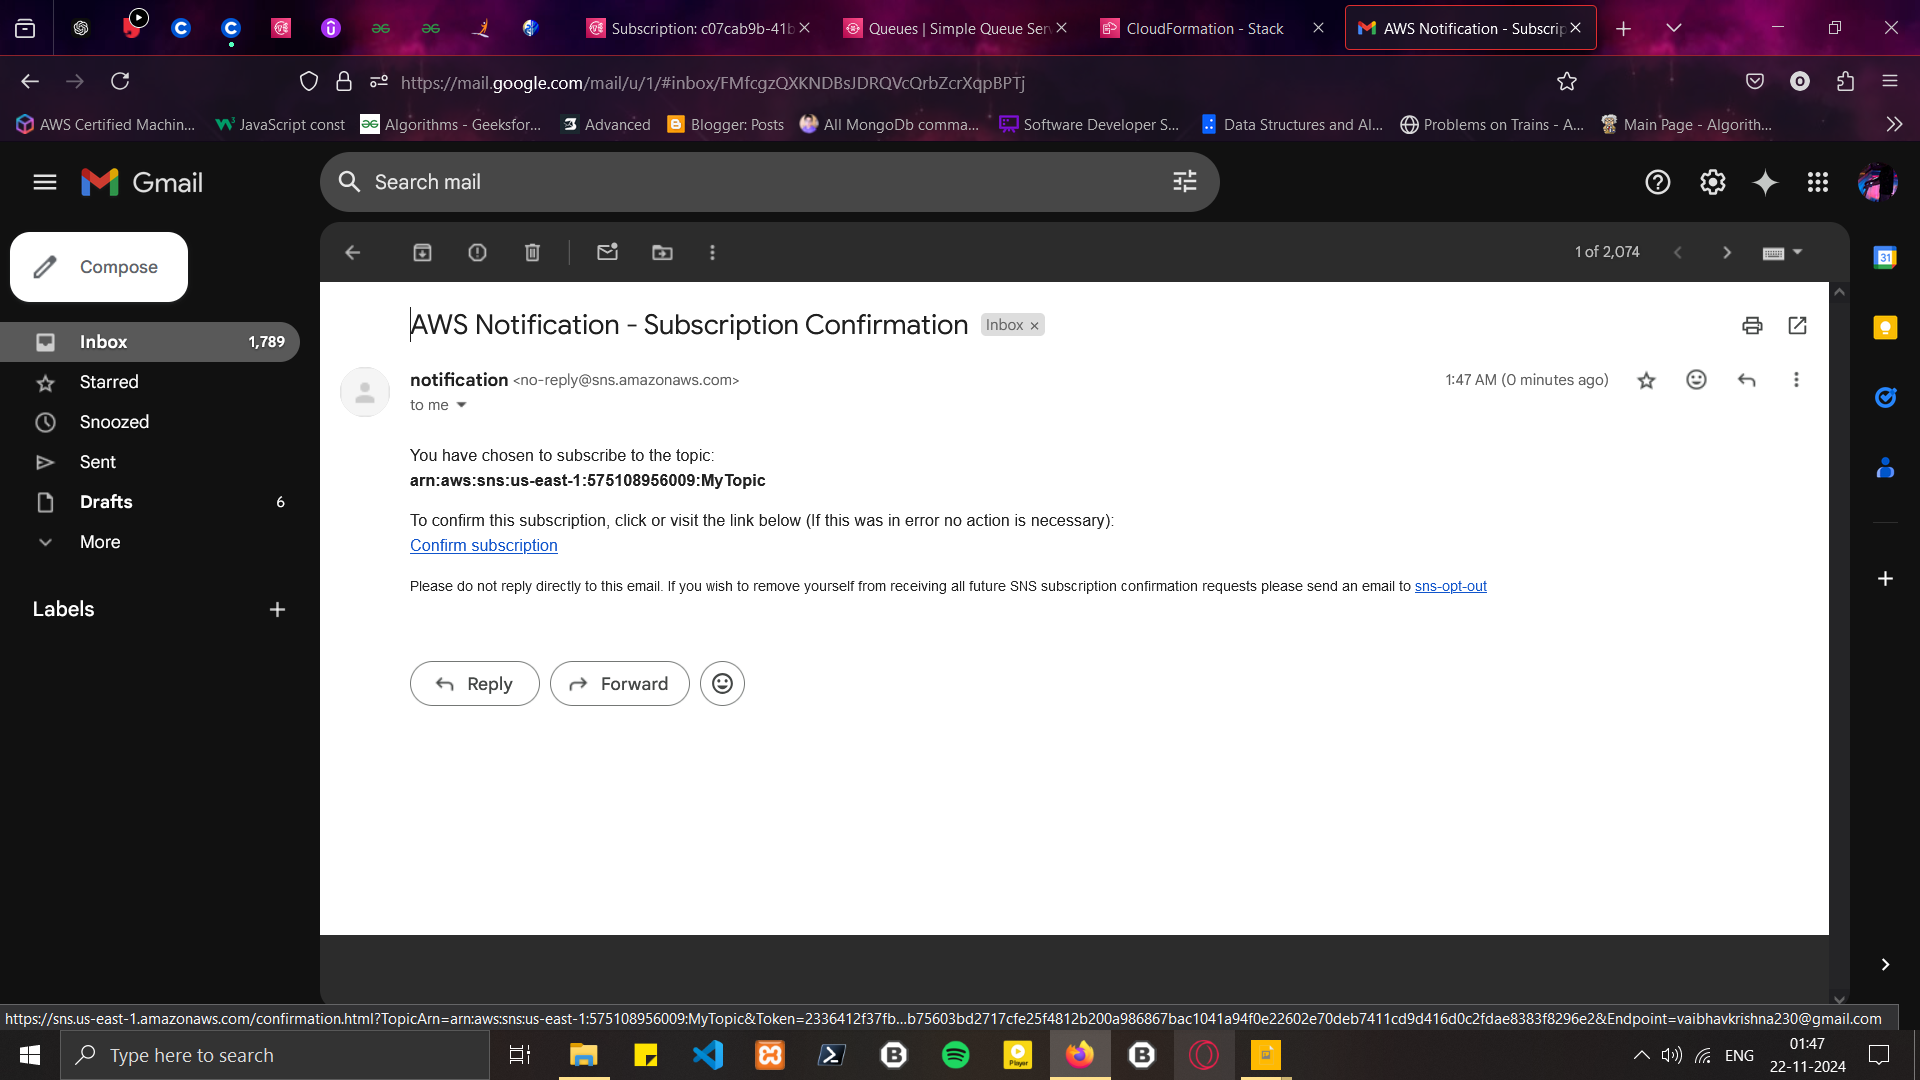 Subscription: c07cab9b-41b
Queues | Simple Queue Serv
CloudFormation - Stack
AWS Notification - Subscrip
https://mail.google.com/mail/u/1/#inbox/FMfcgzQXKNDBsJDRQVcQrbZcrXqpBPTj
AWS Certified Machin...
JavaScript const
Algorithms - Geeksfor...
Advanced
Blogger: Posts
All MongoDb comma...
Software Developer S...
Data Structures and Al...
Problems on Trains - A...
Main Page - Algorith...
Gmail
Search mail
Compose
1 of 2,074
Inbox 1,789
Starred
Snoozed
Sent
Drafts 6
More
Labels
AWS Notification - Subscription Confirmation Inbox ×
notification <no-reply@sns.amazonaws.com> 1:47 AM (0 minutes ago)
to me
You have chosen to subscribe to the topic:
arn:aws:sns:us-east-1:575108956009:MyTopic
To confirm this subscription, click or visit the link below (If this was in error no action is necessary):
Confirm subscription
Please do not reply directly to this email. If you wish to remove yourself from receiving all future SNS subscription confirmation requests please send an email to sns-opt-out
Reply
Forward
31
https://sns.us-east-1.amazonaws.com/confirmation.html?TopicArn=arn:aws:sns:us-east-1:575108956009:MyTopic&Token=2336412f37fb...b75603bd2717cfe25f4812b200a986867bac1041a94f0e22602e70deb7411cd9d416d0c2fdae8383f8296e2&Endpoint=vaibhavkrishna230@gmail.com
Type here to search
Player
ENG
01:47
22-11-2024